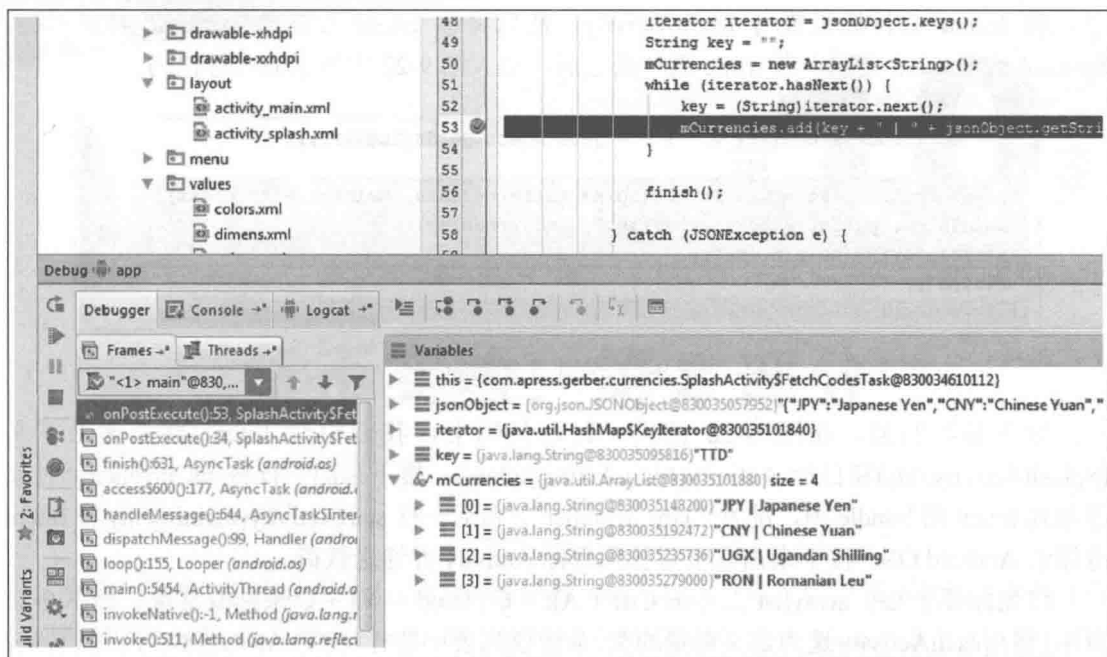 drawable-xhdpi
drawable-xxhdpi
layout
activity_main.xml
activity_splash.xml
menu
values
colors.xml
dimens.xml
48 iterator iterator = jsonObject.keys();
49 String key = "";
50 mCurrencies = new ArrayList<String>();
51 while (iterator.hasNext()) {
52 key = (String)iterator.next();
53 mCurrencies.add(key + " | " + jsonObject.getStri
54 }
55
56 finish();
57
58 } catch (JSONException e) {
Debug app
Debugger Console Logcat
Frames Threads
"<1> main"@830,...
onPostExecute():53, SplashActivity$Fet
onPostExecute():34, SplashActivity$Fet
finish():631, AsyncTask (android.os)
access$600():177, AsyncTask (android.
handleMessage():644, AsyncTask$Inter
dispatchMessage():99, Handler (androi
loop():155, Looper (android.os)
main():5454, ActivityThread (android.a
invokeNative():-1, Method (java.lang.r
invoke():511, Method (java.lang.reflec
Variables
this = {com.apress.gerber.currencies.SplashActivity$FetchCodesTask@830034610112}
jsonObject = {org.json.JSONObject@830035057952}"{"JPY":"Japanese Yen","CNY":"Chinese Yuan","
iterator = {java.util.HashMap$KeyIterator@830035101840}
key = {java.lang.String@830035095816}"TTD"
mCurrencies = {java.util.ArrayList@830035101880} size = 4
[0] = {java.lang.String@830035148200}"JPY | Japanese Yen"
[1] = {java.lang.String@830035192472}"CNY | Chinese Yuan"
[2] = {java.lang.String@830035235736}"UGX | Ugandan Shilling"
[3] = {java.lang.String@830035279000}"RON | Romanian Leu"
2: Favorites
ild Variants